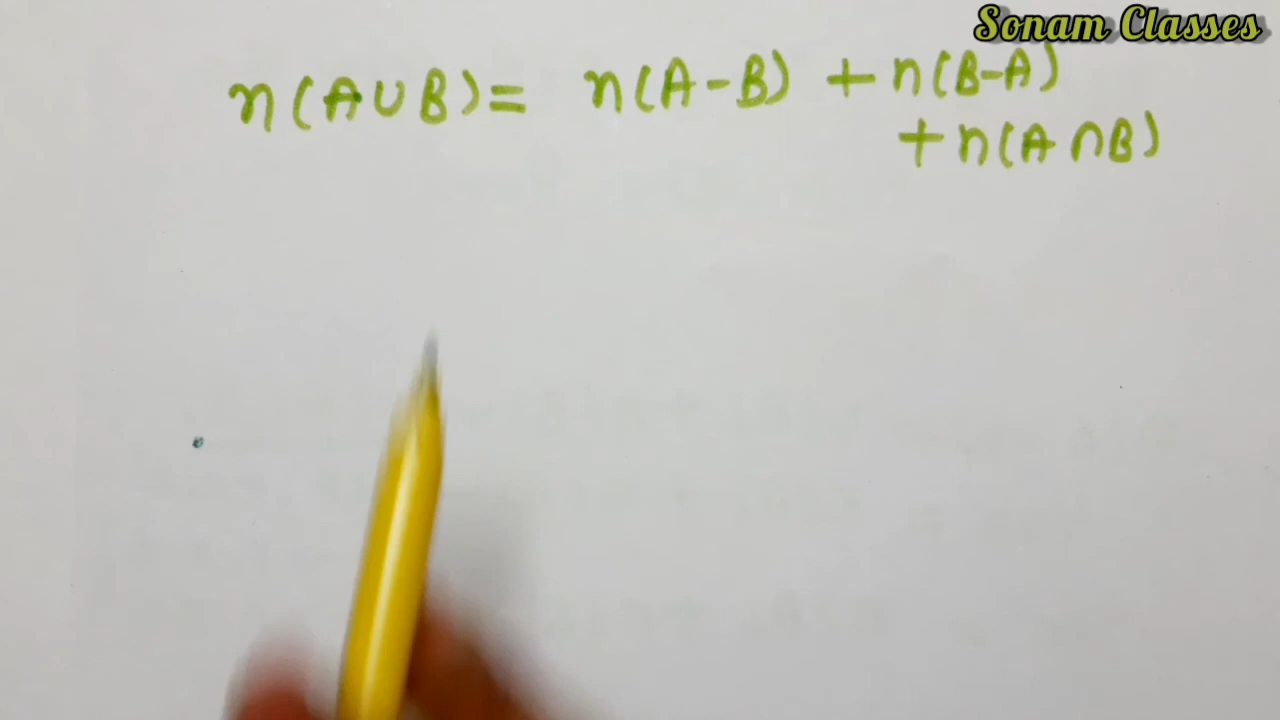 Sonam Classes
n(A∪B)= n(A-B) +n(B-A)
+n(A∩B)